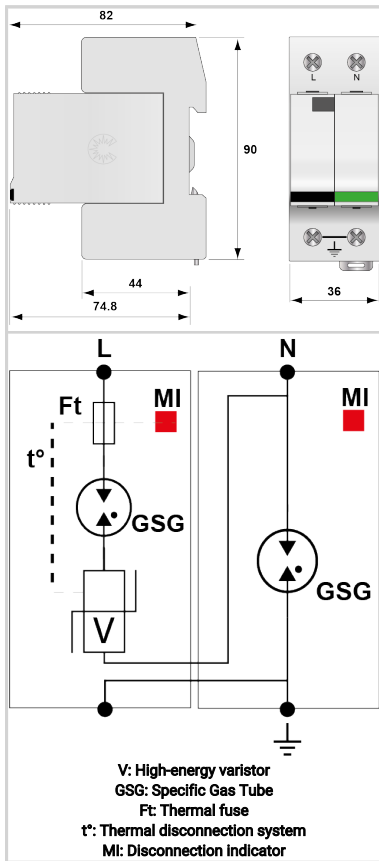 82
L N
90
44
36
74.8
L N
Ft MI MI
t°
GSG
GSG
V
V: High-energy varistor
GSG: Specific Gas Tube
Ft: Thermal fuse
t°: Thermal disconnection system
MI: Disconnection indicator